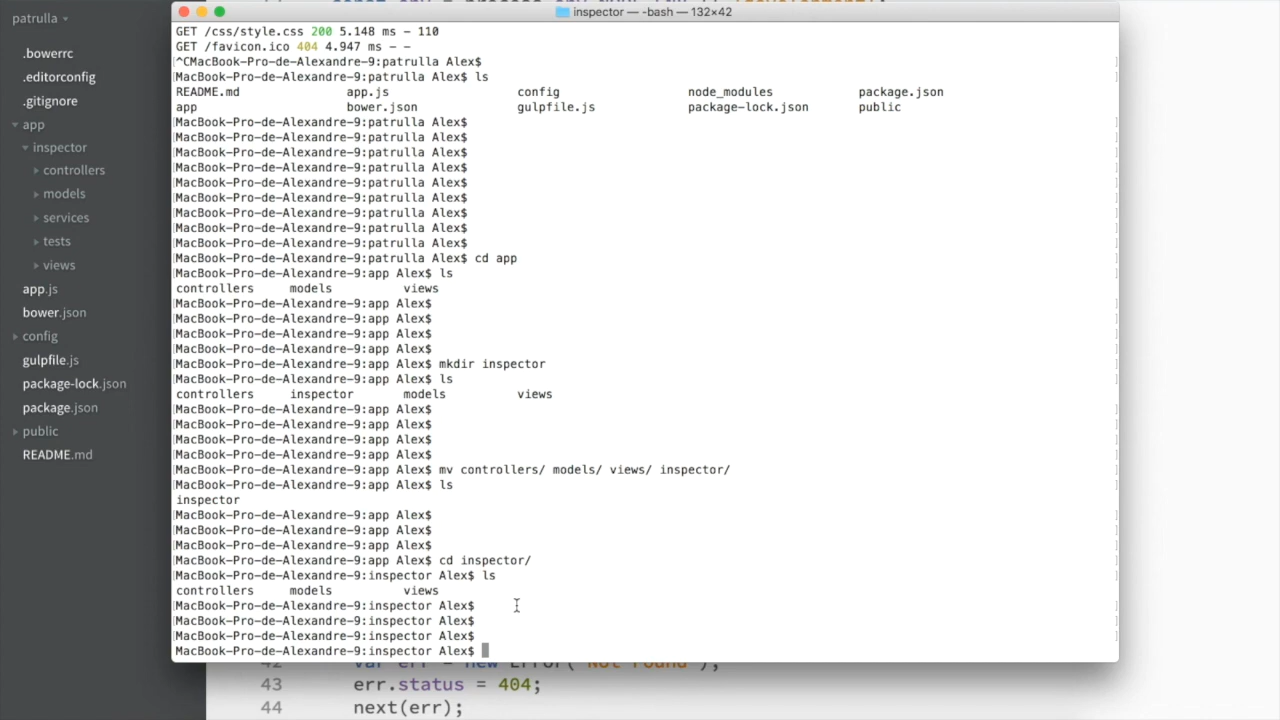 patrulla
.bowerrc
.editorconfig
.gitignore
app
inspector
controllers
models
services
tests
views
app.js
bower.json
config
gulpfile.js
package-lock.json
package.json
public
README.md
inspector — -bash — 132×42
GET /css/style.css 200 5.148 ms - 110
GET /favicon.ico 404 4.947 ms - -
^CMacBook-Pro-de-Alexandre-9:patrulla Alex$
MacBook-Pro-de-Alexandre-9:patrulla Alex$ ls
README.md app.js config node_modules package.json
app bower.json gulpfile.js package-lock.json public
MacBook-Pro-de-Alexandre-9:patrulla Alex$
MacBook-Pro-de-Alexandre-9:patrulla Alex$
MacBook-Pro-de-Alexandre-9:patrulla Alex$
MacBook-Pro-de-Alexandre-9:patrulla Alex$
MacBook-Pro-de-Alexandre-9:patrulla Alex$
MacBook-Pro-de-Alexandre-9:patrulla Alex$
MacBook-Pro-de-Alexandre-9:patrulla Alex$
MacBook-Pro-de-Alexandre-9:patrulla Alex$
MacBook-Pro-de-Alexandre-9:patrulla Alex$
MacBook-Pro-de-Alexandre-9:patrulla Alex$ cd app
MacBook-Pro-de-Alexandre-9:app Alex$ ls
controllers models views
MacBook-Pro-de-Alexandre-9:app Alex$
MacBook-Pro-de-Alexandre-9:app Alex$
MacBook-Pro-de-Alexandre-9:app Alex$
MacBook-Pro-de-Alexandre-9:app Alex$
MacBook-Pro-de-Alexandre-9:app Alex$ mkdir inspector
MacBook-Pro-de-Alexandre-9:app Alex$ ls
controllers inspector models views
MacBook-Pro-de-Alexandre-9:app Alex$
MacBook-Pro-de-Alexandre-9:app Alex$
MacBook-Pro-de-Alexandre-9:app Alex$
MacBook-Pro-de-Alexandre-9:app Alex$
MacBook-Pro-de-Alexandre-9:app Alex$ mv controllers/ models/ views/ inspector/
MacBook-Pro-de-Alexandre-9:app Alex$ ls
inspector
MacBook-Pro-de-Alexandre-9:app Alex$
MacBook-Pro-de-Alexandre-9:app Alex$
MacBook-Pro-de-Alexandre-9:app Alex$
MacBook-Pro-de-Alexandre-9:app Alex$ cd inspector/
MacBook-Pro-de-Alexandre-9:inspector Alex$ ls
controllers models views
MacBook-Pro-de-Alexandre-9:inspector Alex$
MacBook-Pro-de-Alexandre-9:inspector Alex$
MacBook-Pro-de-Alexandre-9:inspector Alex$
MacBook-Pro-de-Alexandre-9:inspector Alex$
42 var err = new Error('Not Found');
43 err.status = 404;
44 next(err);